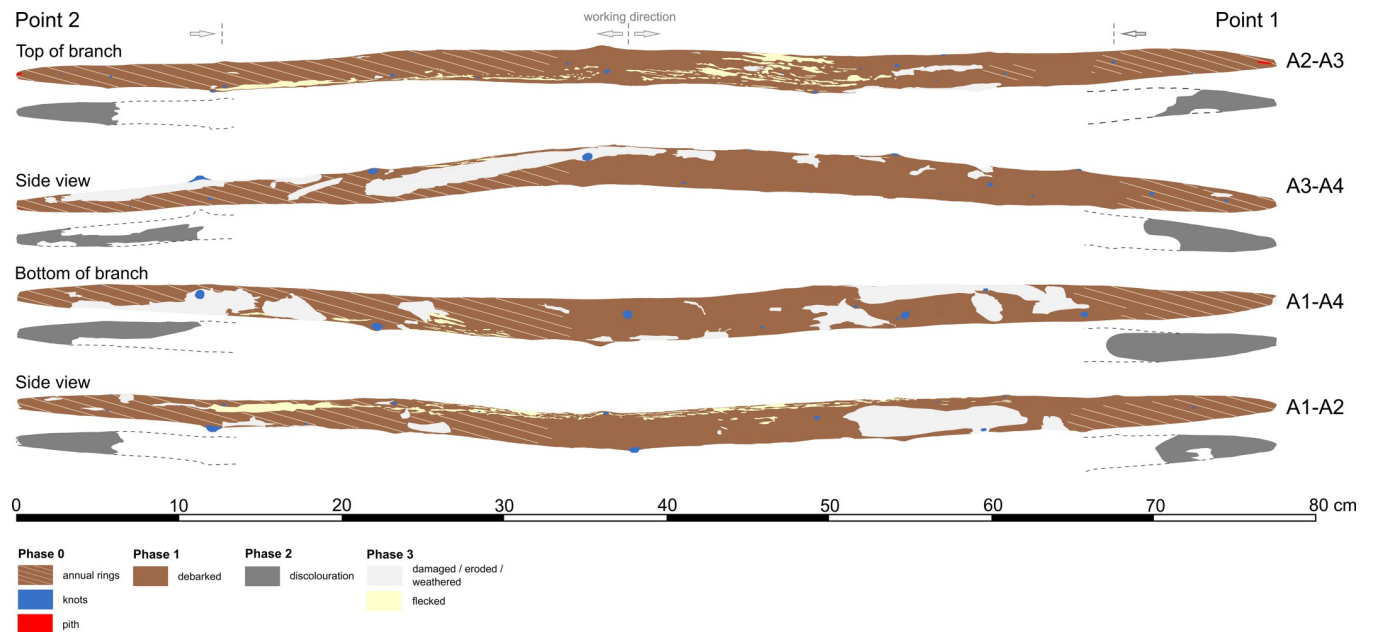 Point 2
working direction
Point 1
Top of branch
A2-A3
Side view
A3-A4
Bottom of branch
A1-A4
Side view
A1-A2
0 10 20 30 40 50 60 70 80 cm
Phase 0 Phase 1 Phase 2 Phase 3
annual rings debarked discolouration damaged / eroded /
weathered
knots flecked
pith